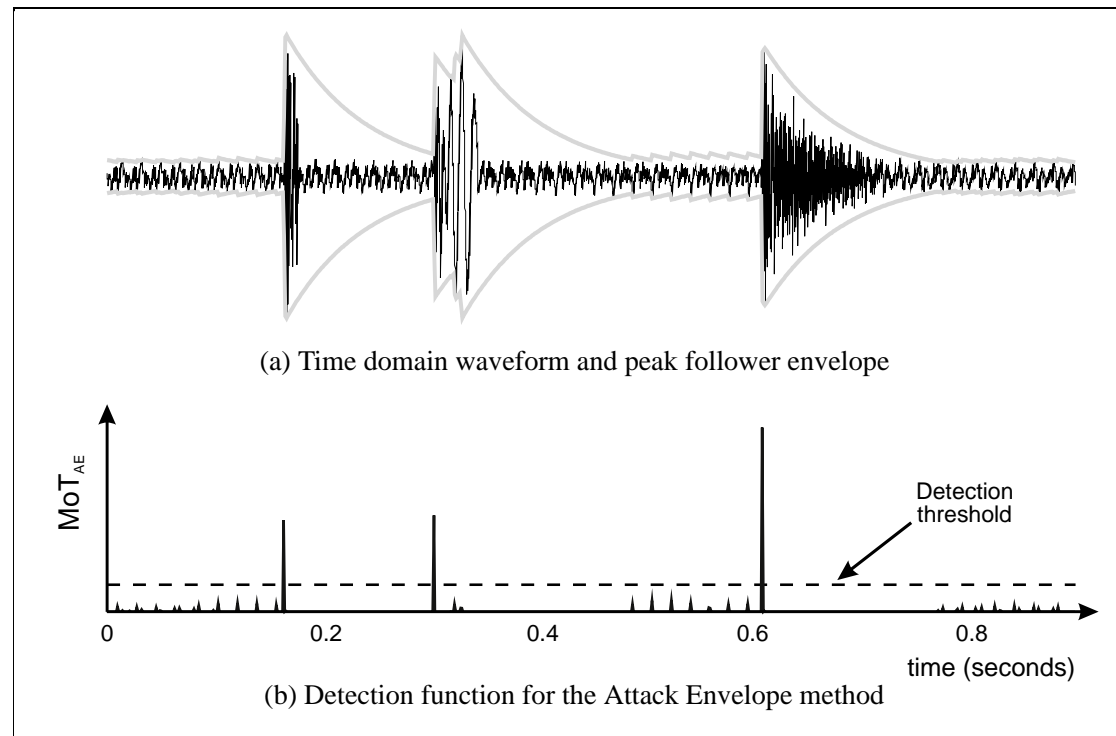 (a) Time domain waveform and peak follower envelope
MoT_AE
Detection
threshold
0 0.2 0.4 0.6 0.8
time (seconds)
(b) Detection function for the Attack Envelope method